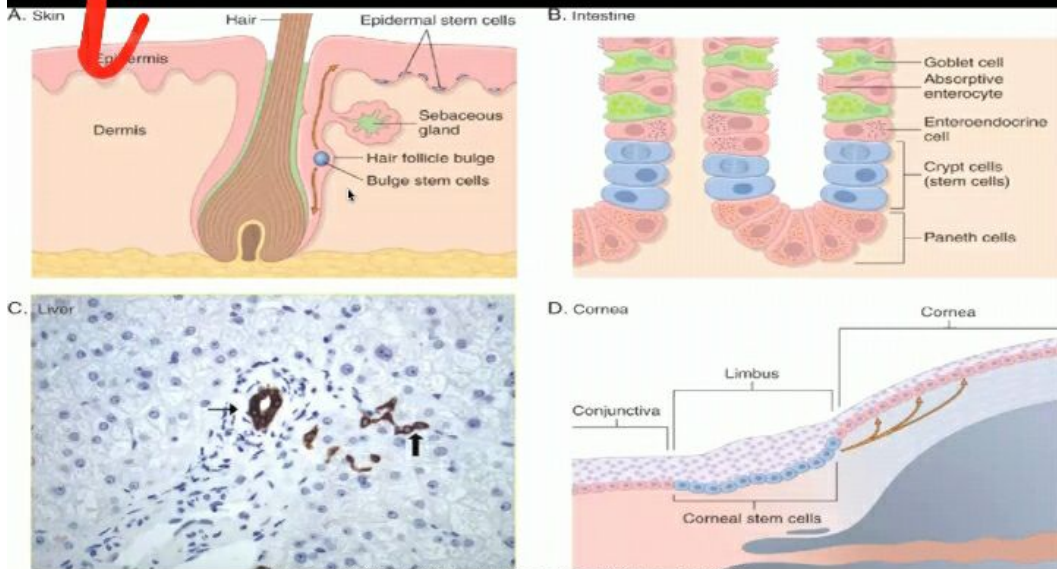 A. Skin
Hair
Epidermal stem cells
Epidermis
Dermis
Sebaceous
gland
Hair follicle bulge
Bulge stem cells
B. Intestine
Goblet cell
Absorptive
enterocyte
Enteroendocrine
cell
Crypt cells
(stem cells)
Paneth cells
C. Liver
D. Cornea
Cornea
Limbus
Conjunctiva
Corneal stem cells